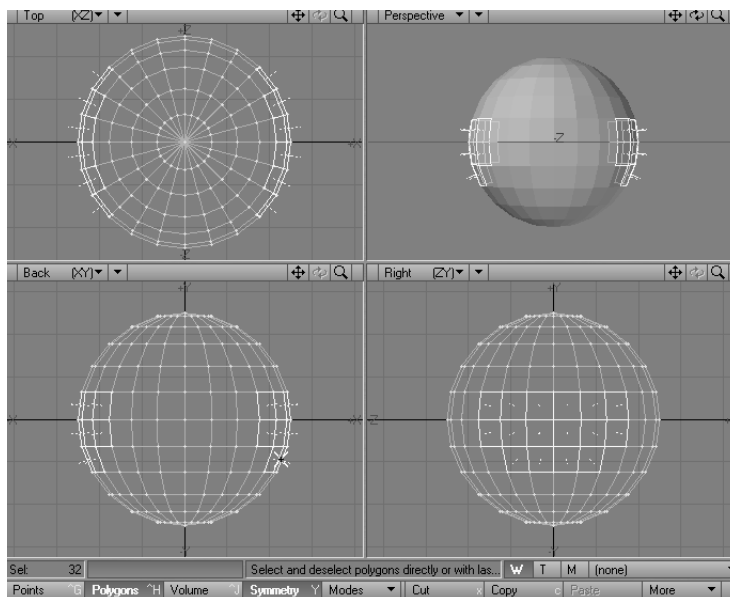 Top (XZ)
Perspective
Z
X
Z
Back (XY)
Right (ZY)
+Y
+Y
X
Z
Sel: 32 Select and deselect polygons directly or with las... W T M (none)
Points ^G Polygons ^H Volume ^J Symmetry Y Modes Cut x Copy c Paste More